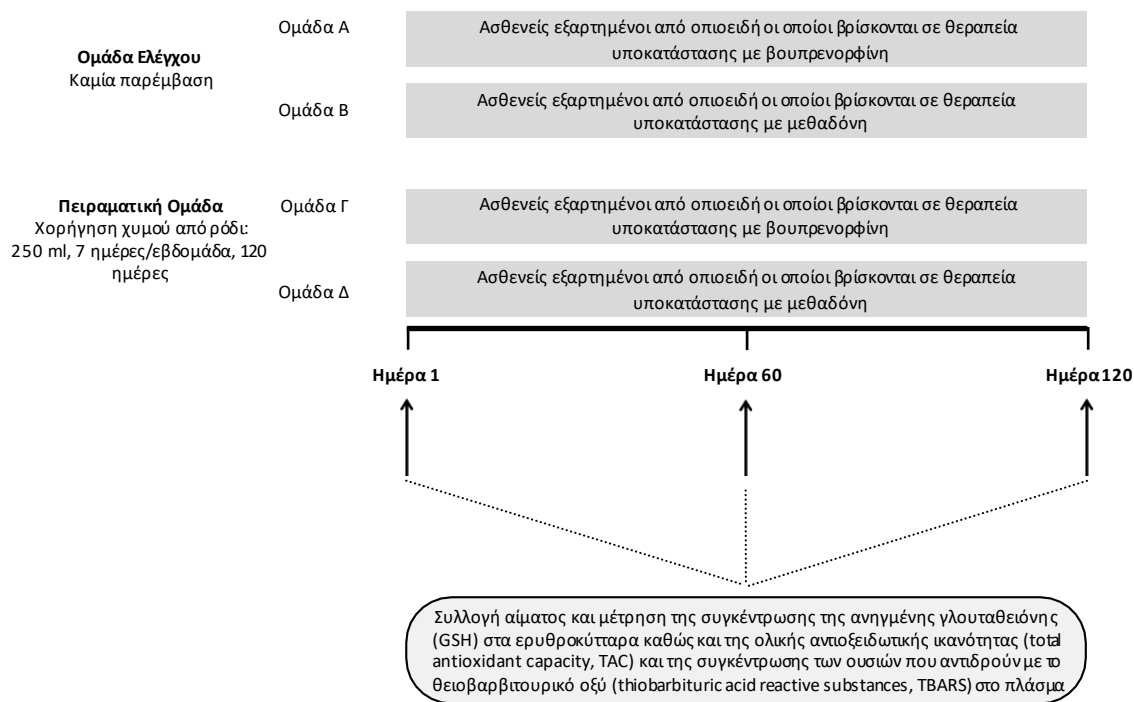 Ομάδα Α
Ασθενείς εξαρτημένοι από οπιοειδή οι οποίοι βρίσκονται σε θεραπεία
υποκατάστασης με βουπρενορφίνη
Ομάδα Ελέγχου
Καμία παρέμβαση
Ομάδα Β
Ασθενείς εξαρτημένοι από οπιοειδή οι οποίοι βρίσκονται σε θεραπεία
υποκατάστασης με μεθαδόνη
Πειραματική Ομάδα
Χορήγηση χυμού από ρόδι:
250 ml, 7 ημέρες/εβδομάδα, 120
ημέρες
Ομάδα Γ
Ασθενείς εξαρτημένοι από οπιοειδή οι οποίοι βρίσκονται σε θεραπεία
υποκατάστασης με βουπρενορφίνη
Ομάδα Δ
Ασθενείς εξαρτημένοι από οπιοειδή οι οποίοι βρίσκονται σε θεραπεία
υποκατάστασης με μεθαδόνη
Ημέρα 1
Ημέρα 60
Ημέρα 120
Συλλογή αίματος και μέτρηση της συγκέντρωσης της ανηγμένης γλουταθειόνης
(GSH) στα ερυθροκύτταρα καθώς και της ολικής αντιοξειδωτικής ικανότητας (total
antioxidant capacity, TAC) και της συγκέντρωσης των ουσιών που αντιδρούν με το
θειοβαρβιτουρικό οξύ (thiobarbituric acid reactive substances, TBARS) στο πλάσμα